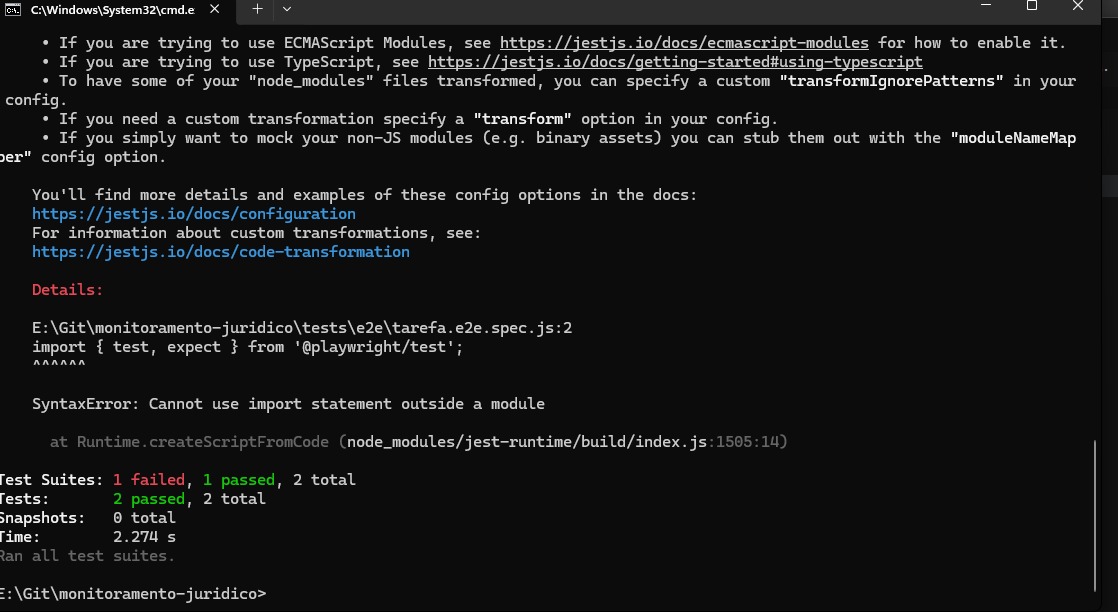 C:\Windows\System32\cmd.e
• If you are trying to use ECMAScript Modules, see https://jestjs.io/docs/ecmascript-modules for how to enable it.
• If you are trying to use TypeScript, see https://jestjs.io/docs/getting-started#using-typescript
• To have some of your "node_modules" files transformed, you can specify a custom "transformIgnorePatterns" in your
config.
• If you need a custom transformation specify a "transform" option in your config.
• If you simply want to mock your non-JS modules (e.g. binary assets) you can stub them out with the "moduleNameMap
per" config option.
You'll find more details and examples of these config options in the docs:
https://jestjs.io/docs/configuration
For information about custom transformations, see:
https://jestjs.io/docs/code-transformation
Details:
E:\Git\monitoramento-juridico\tests\e2e\tarefa.e2e.spec.js:2
import { test, expect } from '@playwright/test';
^^^^^^
SyntaxError: Cannot use import statement outside a module
at Runtime.createScriptFromCode (node_modules/jest-runtime/build/index.js:1505:14)
Test Suites: 1 failed, 1 passed, 2 total
Tests: 2 passed, 2 total
Snapshots: 0 total
Time: 2.274 s
Ran all test suites.
E:\Git\monitoramento-juridico>